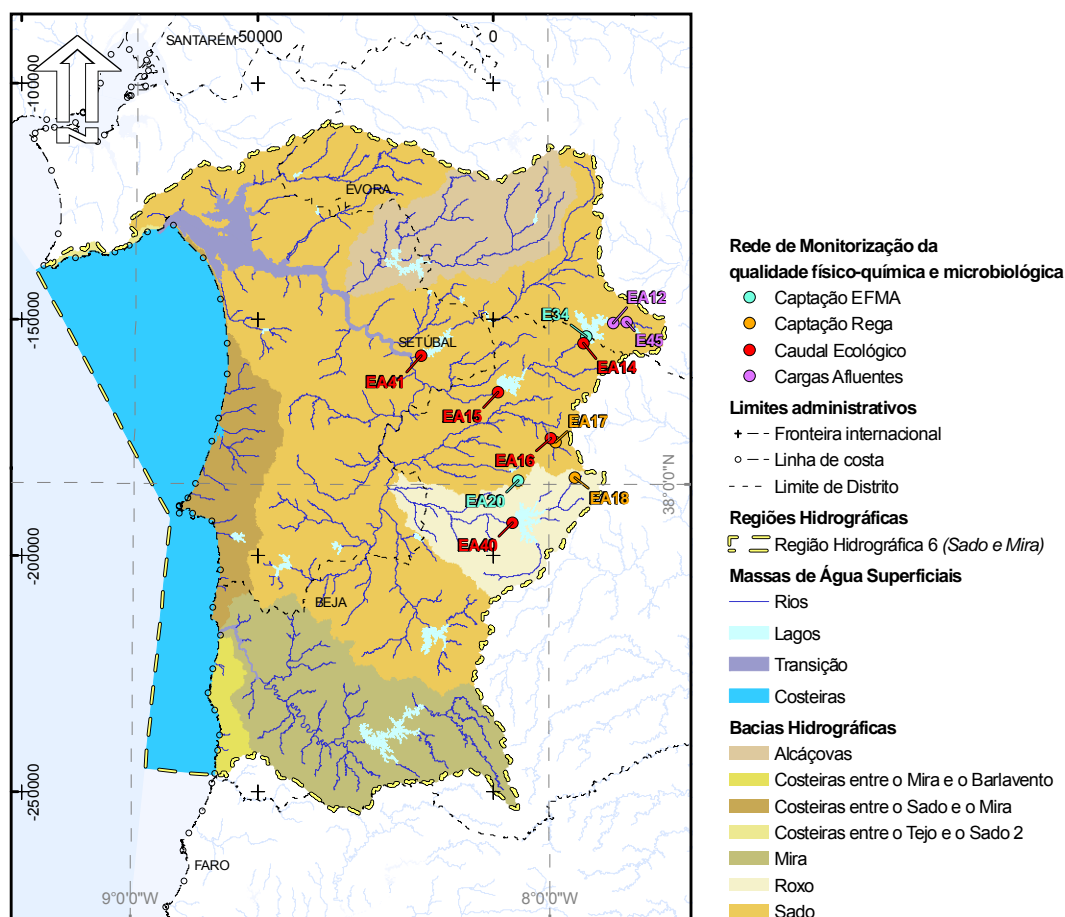 SANTARÉM
-50000
0
-100000
N
ÉVORA
-150000
EA12
E34
E45
SETÚBAL
EA14
EA41
EA15
EA17
EA16
38°0'0"N
EA20
EA18
EA40
-200000
BEJA
-250000
FARO
9°0'0"W
8°0'0"W
Rede de Monitorização da
qualidade físico-química e microbiológica
Captação EFMA
Captação Rega
Caudal Ecológico
Cargas Afluentes
Limites administrativos
Fronteira internacional
Linha de costa
Limite de Distrito
Regiões Hidrográficas
Região Hidrográfica 6 (Sado e Mira)
Massas de Água Superficiais
Rios
Lagos
Transição
Costeiras
Bacias Hidrográficas
Alcáçovas
Costeiras entre o Mira e o Barlavento
Costeiras entre o Sado e o Mira
Costeiras entre o Tejo e o Sado 2
Mira
Roxo
Sado